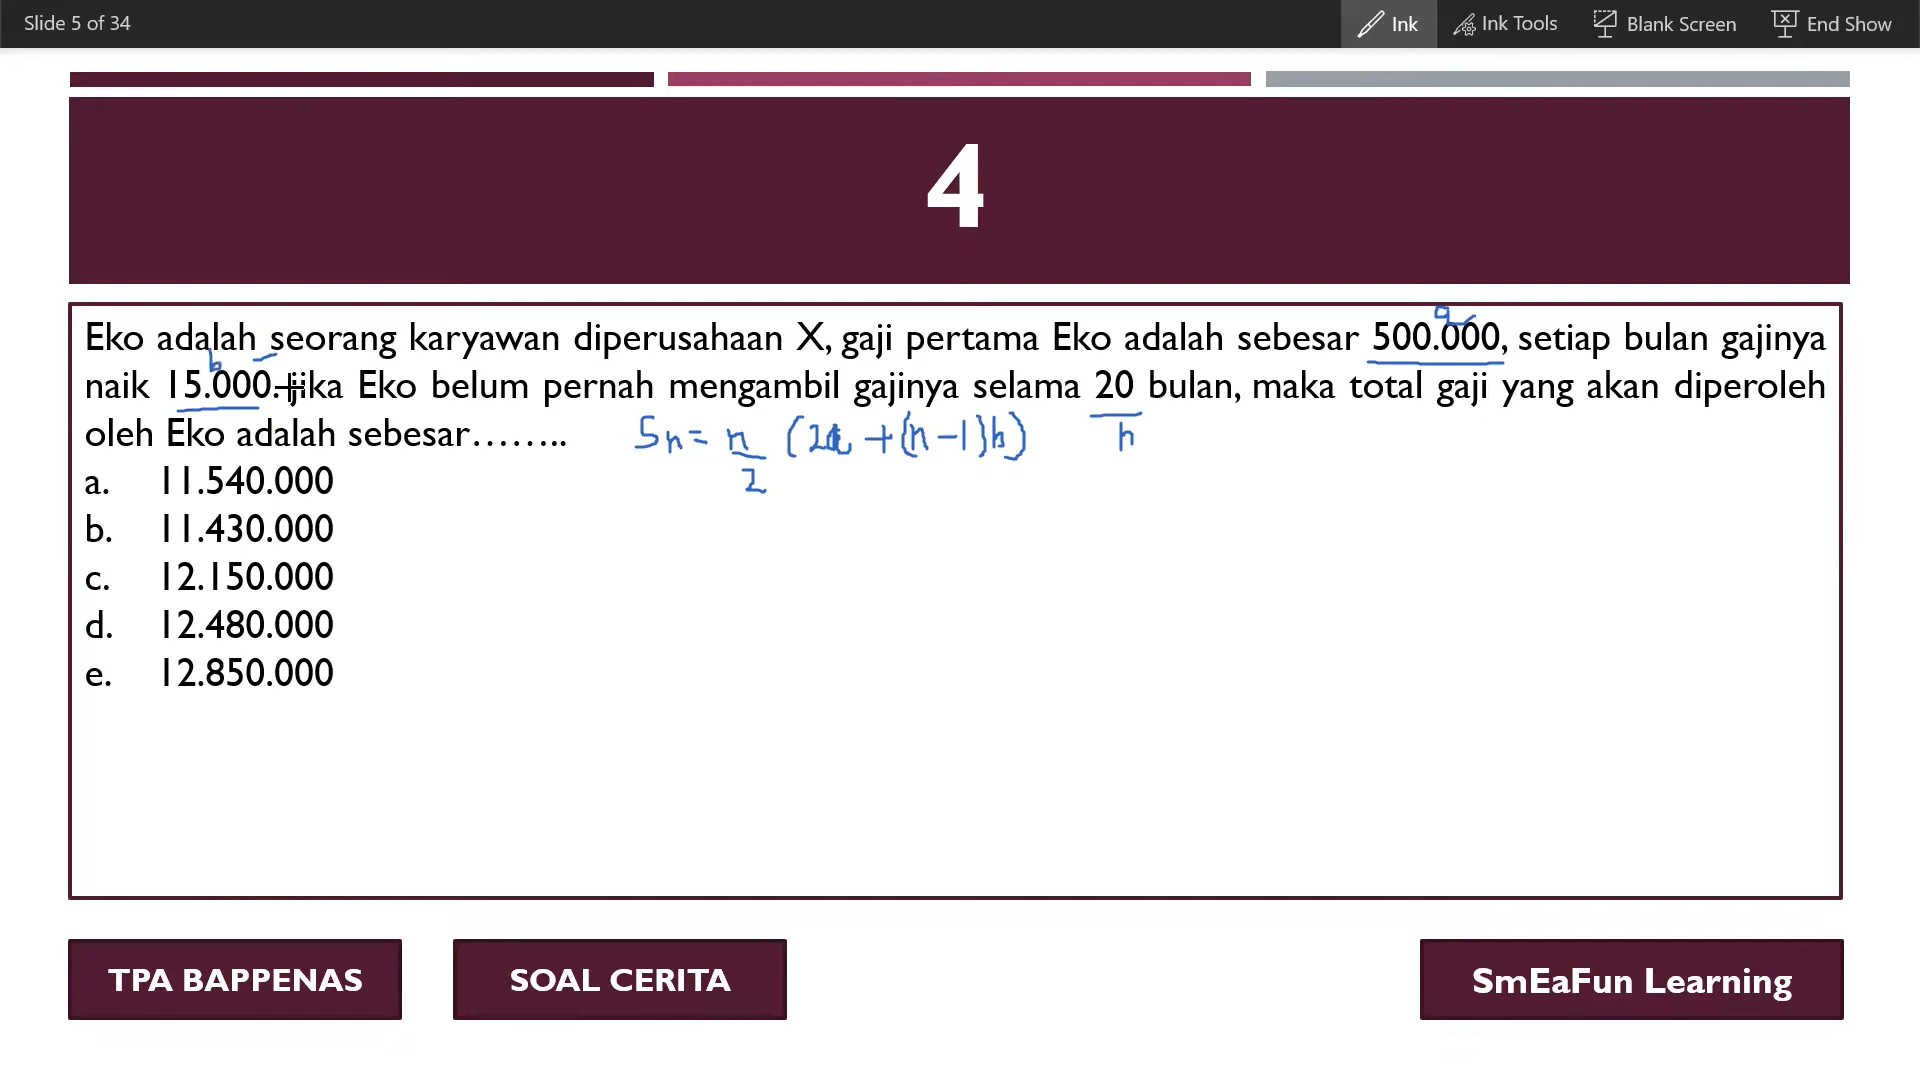 Slide 5 of 34
Ink
Ink Tools
Blank Screen
End Show
4
a
Eko adalah seorang karyawan diperusahaan X, gaji pertama Eko adalah sebesar 500.000, setiap bulan gajinya
b
naik 15.000. jika Eko belum pernah mengambil gajinya selama 20 bulan, maka total gaji yang akan diperoleh
oleh Eko adalah sebesar........
Sn = n/2 (2a + (n-1)b)
n
a. 11.540.000
b. 11.430.000
c. 12.150.000
d. 12.480.000
e. 12.850.000
TPA BAPPENAS
SOAL CERITA
SmEaFun Learning